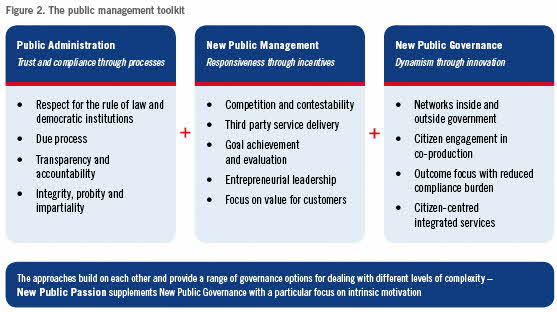 Figure 2. The public management toolkit
Public Administration
Trust and compliance through processes
• Respect for the rule of law and
democratic institutions
• Due process
• Transparency and
accountability
• Integrity, probity and
impartiality
+
New Public Management
Responsiveness through incentives
• Competition and contestability
• Third party service delivery
• Goal achievement
and evaluation
• Entrepreneurial leadership
• Focus on value for customers
+
New Public Governance
Dynamism through innovation
• Networks inside and
outside government
• Citizen engagement in
co-production
• Outcome focus with reduced
compliance burden
• Citizen-centred
integrated services
The approaches build on each other and provide a range of governance options for dealing with different levels of complexity –
New Public Passion supplements New Public Governance with a particular focus on intrinsic motivation